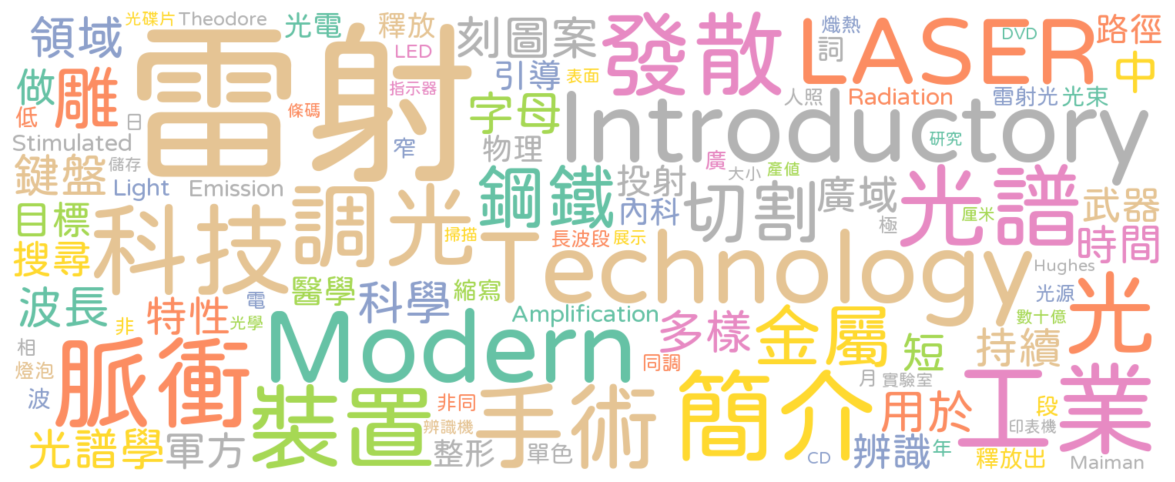 光碟片 Theodore
領域
光電
釋放
LED
刻圖案
雷射
發散
LASER
熾熱
詞
DVD
路徑
中
做
雕
低
條碼
指示器
引導
表面
字母
人照
Radiation
雷射光
光束
Introductory
Stimulated
日
窄
物理
研究
鍵盤
儲存
Light
Emission
廣
大小
產值
鋼鐵
投射
切割
廣域
光譜
武器
目標
科技
調光
內科
極
厘米
時間
搜尋
掃描
Technology
長波段
展示
Hughes
波長
特性
電
醫學
科學
縮寫
光源
非
光學
Modern
Amplification
多樣
金屬
短
持續
數十億
光
相
燈泡
波
脈衝
同調
月
實驗室
裝置
非同
手術
簡介
用於
工業
段
辨識機
印表機
光譜學
軍方
整形
單色
CD
辨識
年
釋放出
Maiman